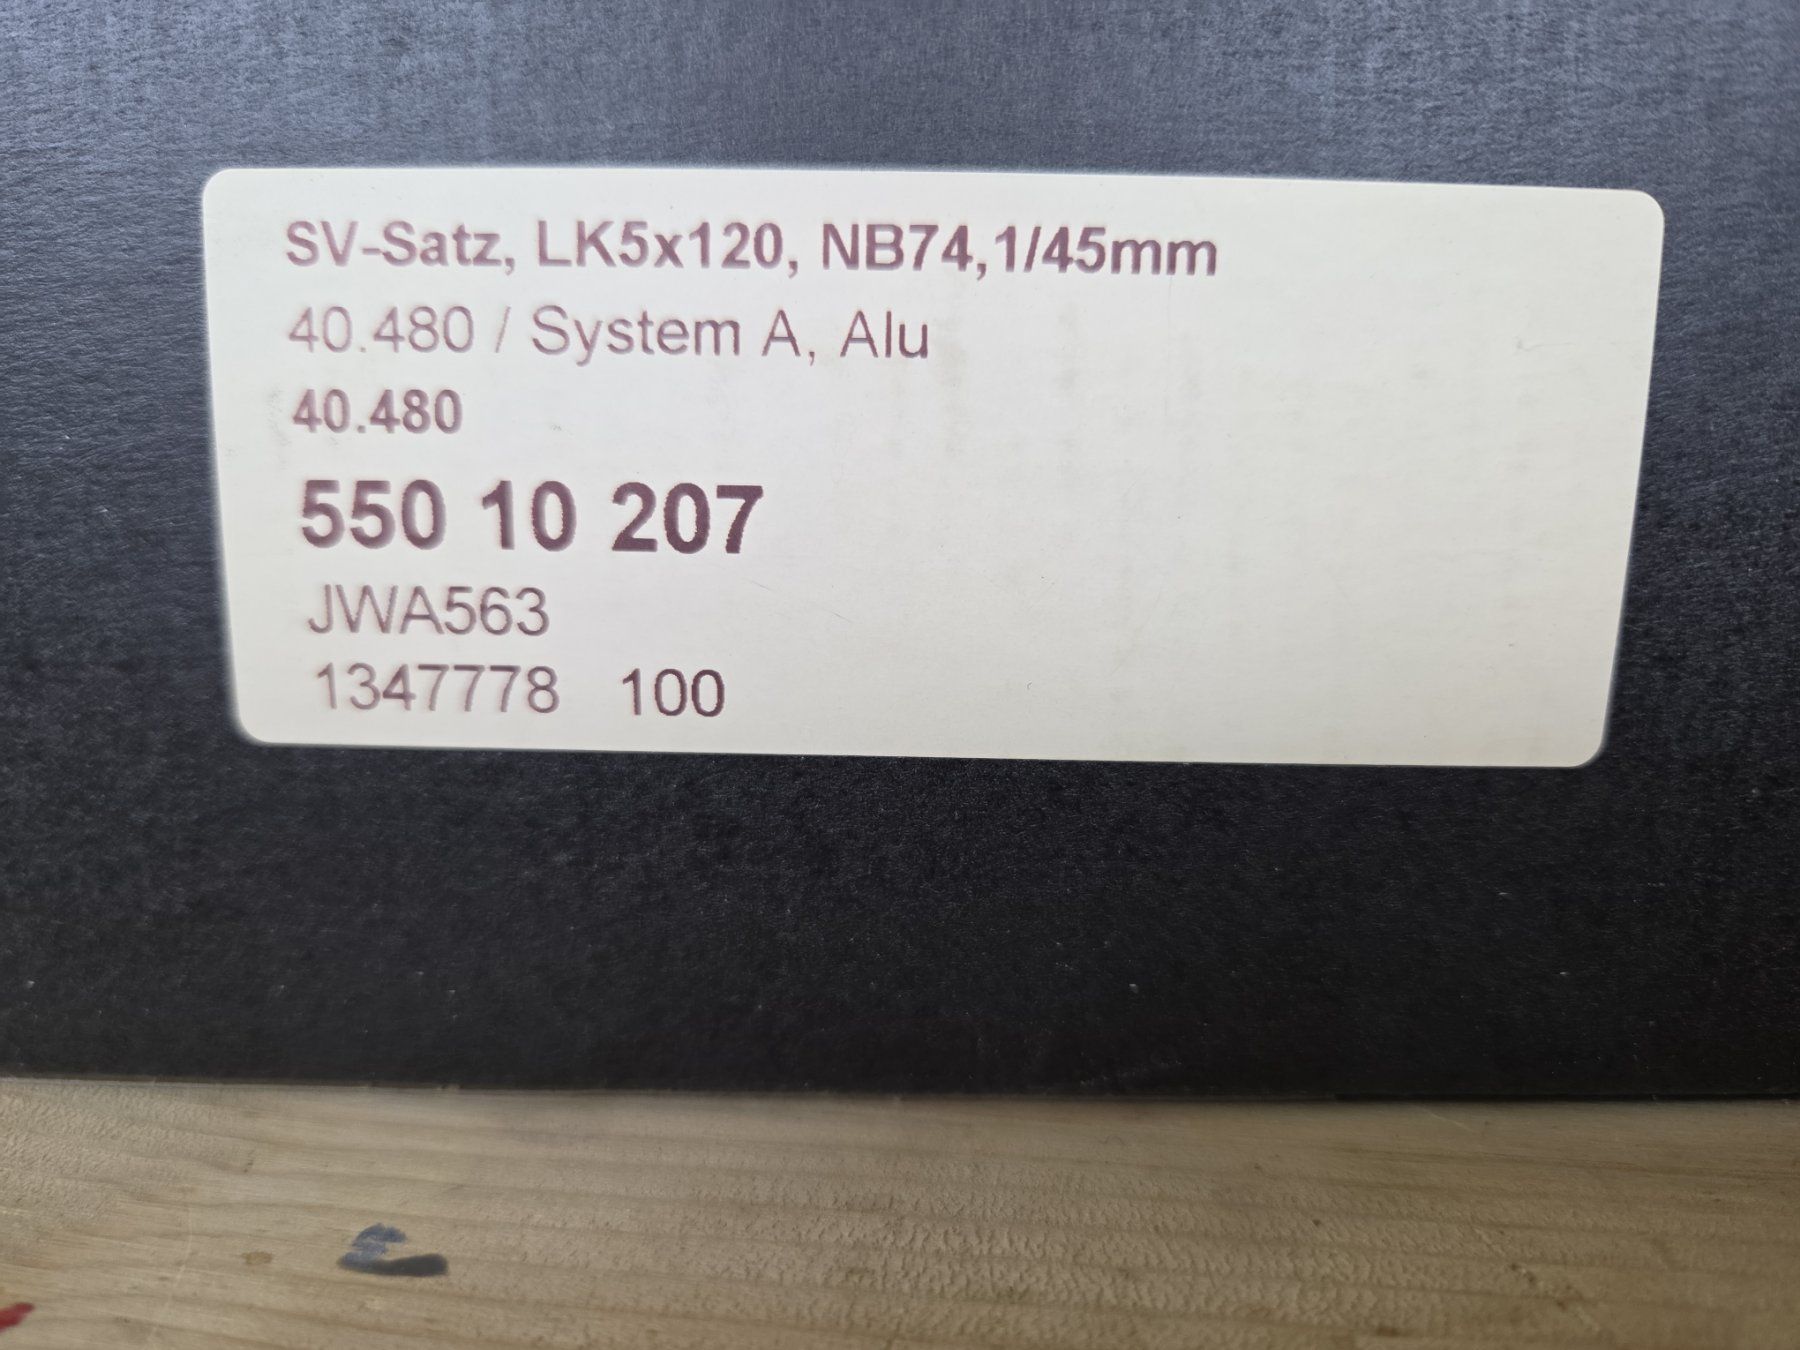 SV-Satz, LK5x120, NB74,1/45mm
40.480 / System A, Alu
40.480
550 10 207
JWA563
1347778 100